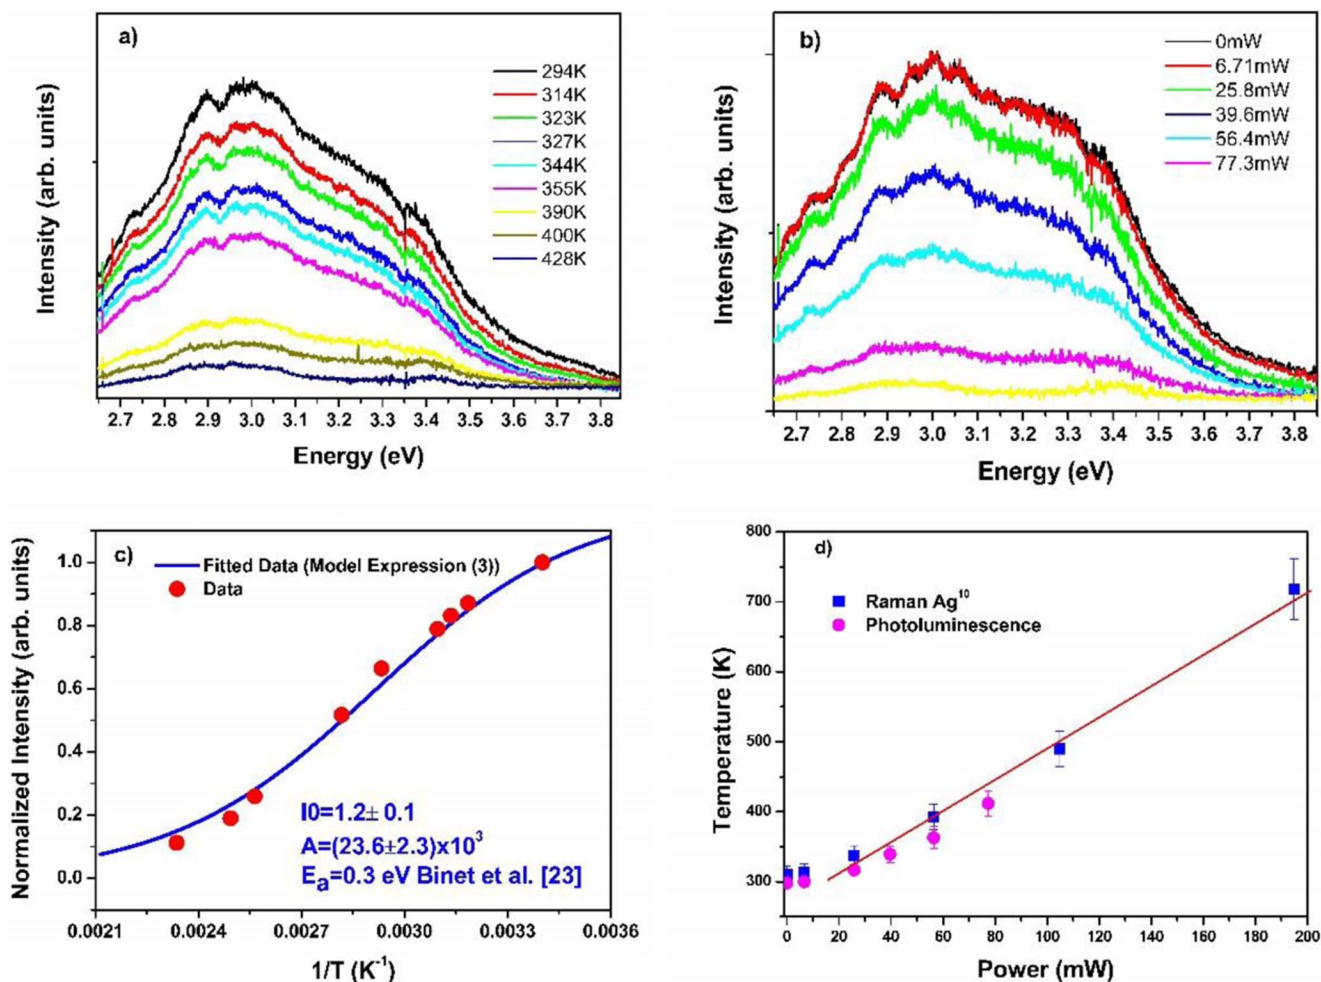 a)
Intensity (arb. units)
294K
314K
323K
327K
344K
355K
390K
400K
428K
2.7 2.8 2.9 3.0 3.1 3.2 3.3 3.4 3.5 3.6 3.7 3.8
Energy (eV)
b)
Intensity (arb. units)
0mW
6.71mW
25.8mW
39.6mW
56.4mW
77.3mW
2.7 2.8 2.9 3.0 3.1 3.2 3.3 3.4 3.5 3.6 3.7 3.8
Energy (eV)
c)
Normalized Intensity (arb. units)
Fitted Data (Model Expression (3))
Data
1.0
0.8
0.6
0.4
0.2
0.0
I0=1.2± 0.1
A=(23.6±2.3)x10³
Eₐ=0.3 eV Binet et al. [23]
0.0021 0.0024 0.0027 0.0030 0.0033 0.0036
1/T (K⁻¹)
d)
Temperature (K)
Raman Ag¹⁰
Photoluminescence
800
700
600
500
400
300
0 20 40 60 80 100 120 140 160 180 200
Power (mW)